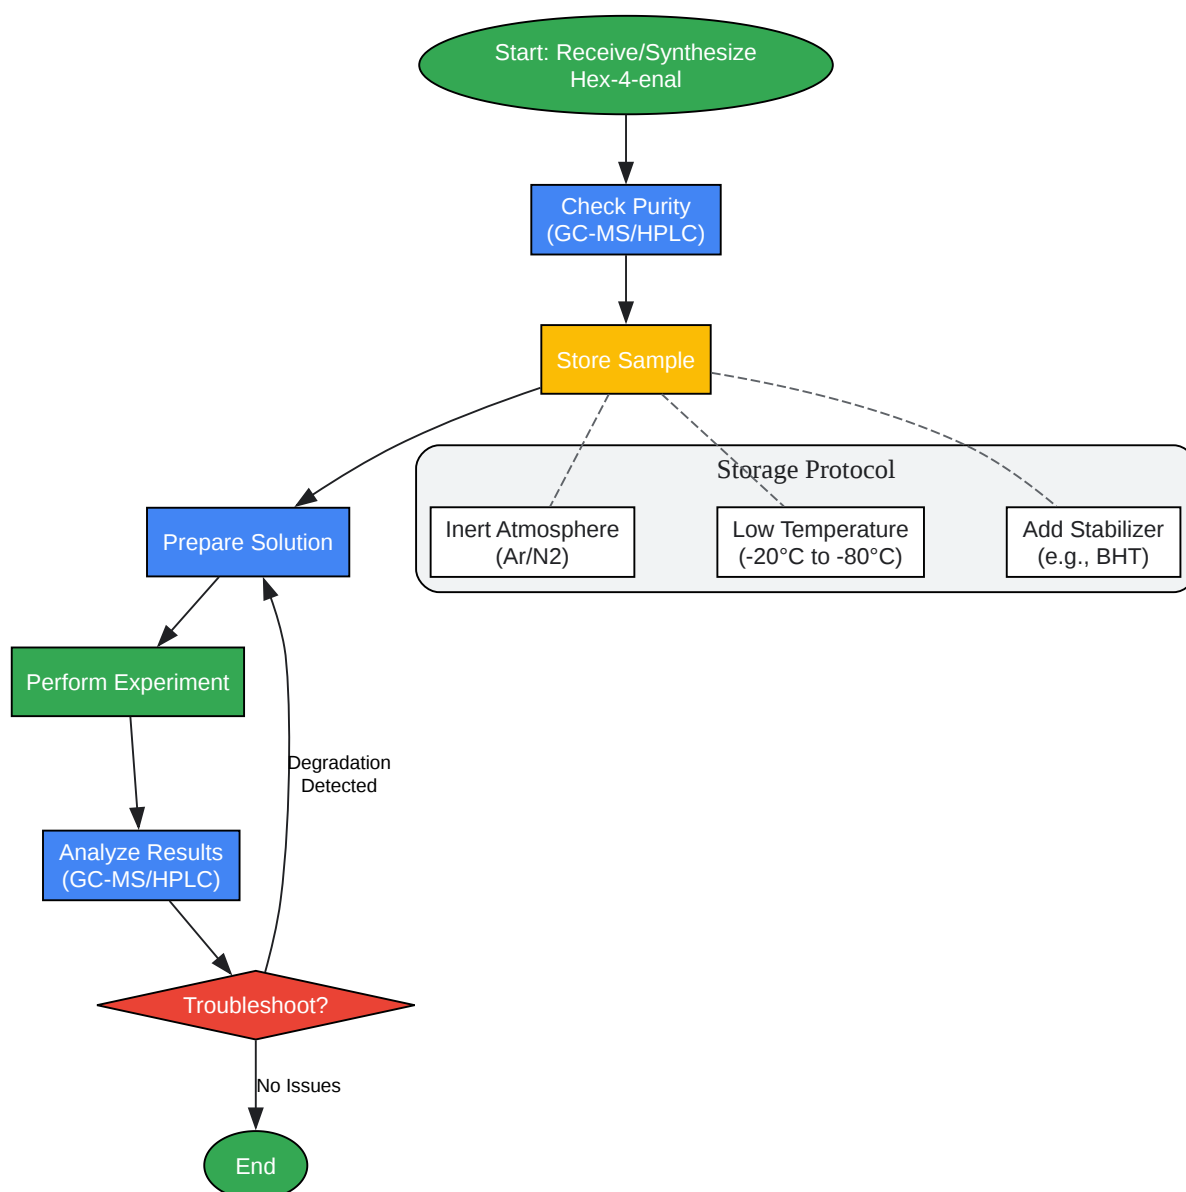 Start: Receive/Synthesize
Hex-4-enal
Check Purity
(GC-MS/HPLC)
Store Sample
Storage Protocol
Inert Atmosphere
(Ar/N2)
Low Temperature
(-20°C to -80°C)
Add Stabilizer
(e.g., BHT)
Prepare Solution
Perform Experiment
Degradation
Detected
Analyze Results
(GC-MS/HPLC)
Troubleshoot?
No Issues
End